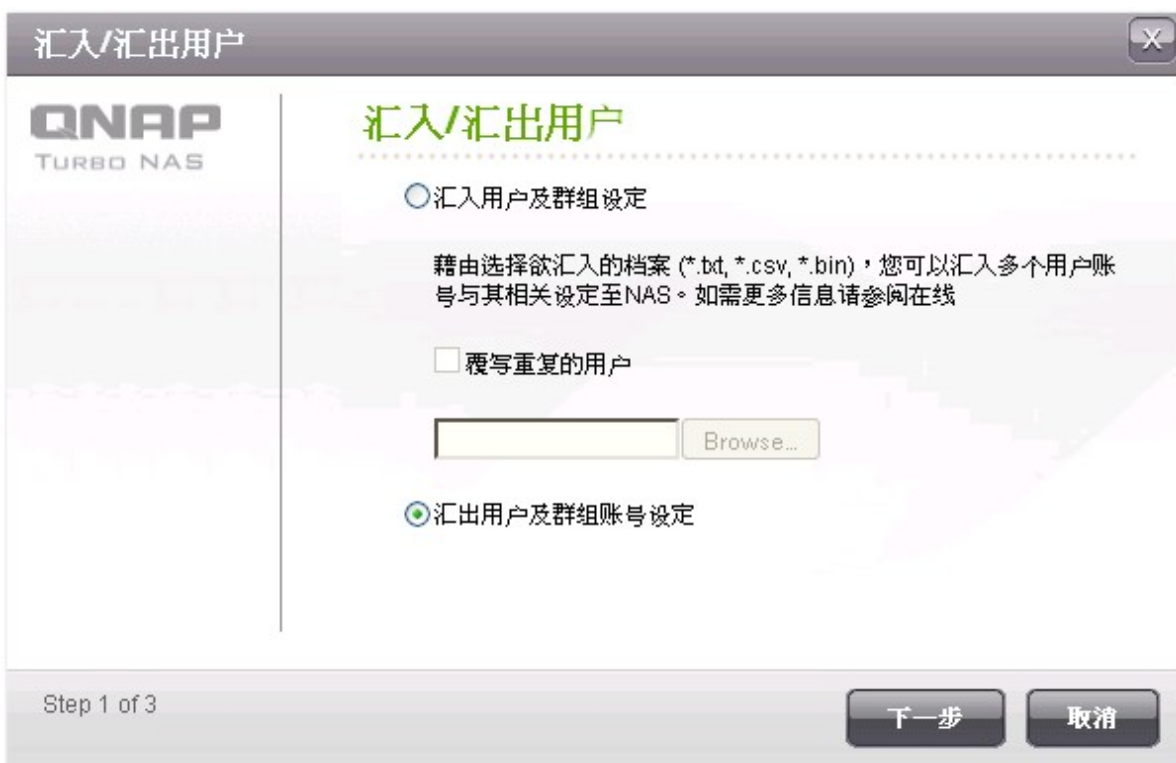 汇入/汇出用户
X
QNAP
TURBO NAS
汇入/汇出用户
汇入用户及群组设定
藉由选择欲汇入的档案 (*.txt, *.csv, *.bin)，您可以汇入多个用户账
号与其相关设定至NAS。如需更多信息请参阅在线
覆写重复的用户
Browse...
汇出用户及群组账号设定
Step 1 of 3
下一步
取消